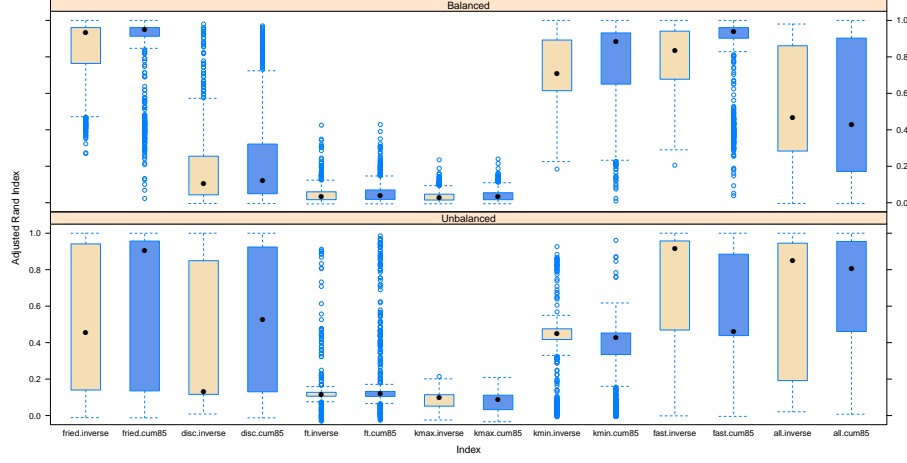 Balanced
1.0
0.8
0.6
0.4
0.2
0.0
Unbalanced
1.0
0.8
0.6
0.4
0.2
0.0
Adjusted Rand Index
fried.inverse fried.cum85 disc.inverse disc.cum85 ft.inverse ft.cum85 kmax.inverse kmax.cum85 kmin.inverse kmin.cum85 fast.inverse fast.cum85 all.inverse all.cum85
Index